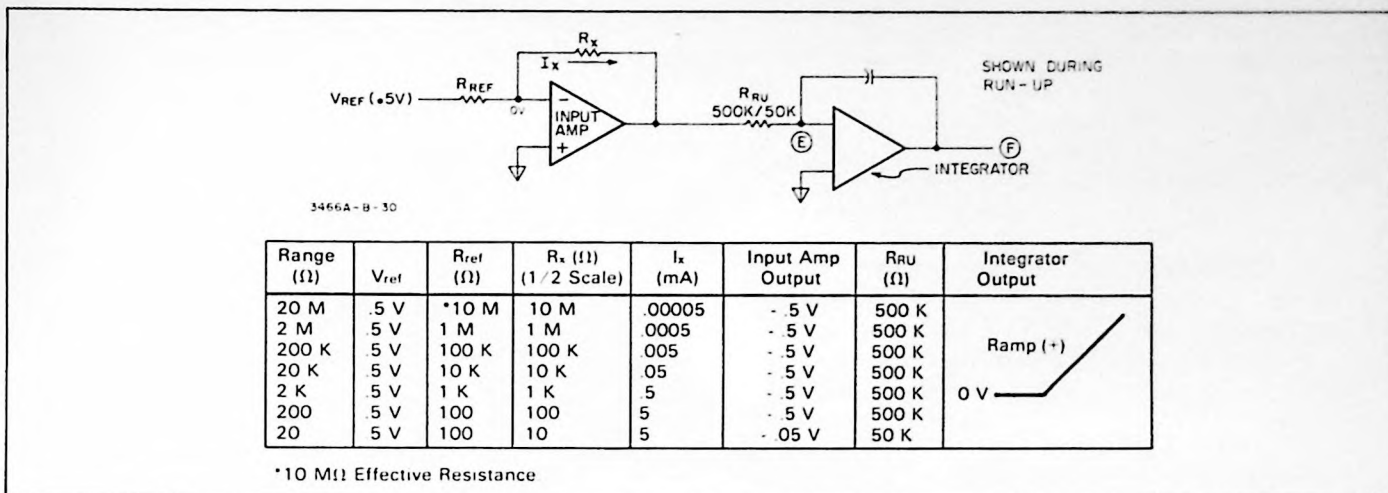 Rx
Ix
RREF
VREF (.5V)
0V
INPUT
AMP
-
+
RRU
500K/50K
E
F
INTEGRATOR
SHOWN DURING
RUN-UP
3466A-B-30
Range (Ω) Vref Rref (Ω) Rx (Ω) (1/2 Scale) Ix (mA) Input Amp Output RRU (Ω) Integrator Output
20 M .5 V *10 M 10 M .00005 - .5 V 500 K
2 M .5 V 1 M 1 M .0005 - .5 V 500 K
200 K .5 V 100 K 100 K .005 - .5 V 500 K
20 K .5 V 10 K 10 K .05 - .5 V 500 K
2 K .5 V 1 K 1 K .5 - .5 V 500 K
200 .5 V 100 100 5 - .5 V 500 K
20 5 V 100 10 5 - .05 V 50 K
Ramp (+)
0 V
*10 MΩ Effective Resistance